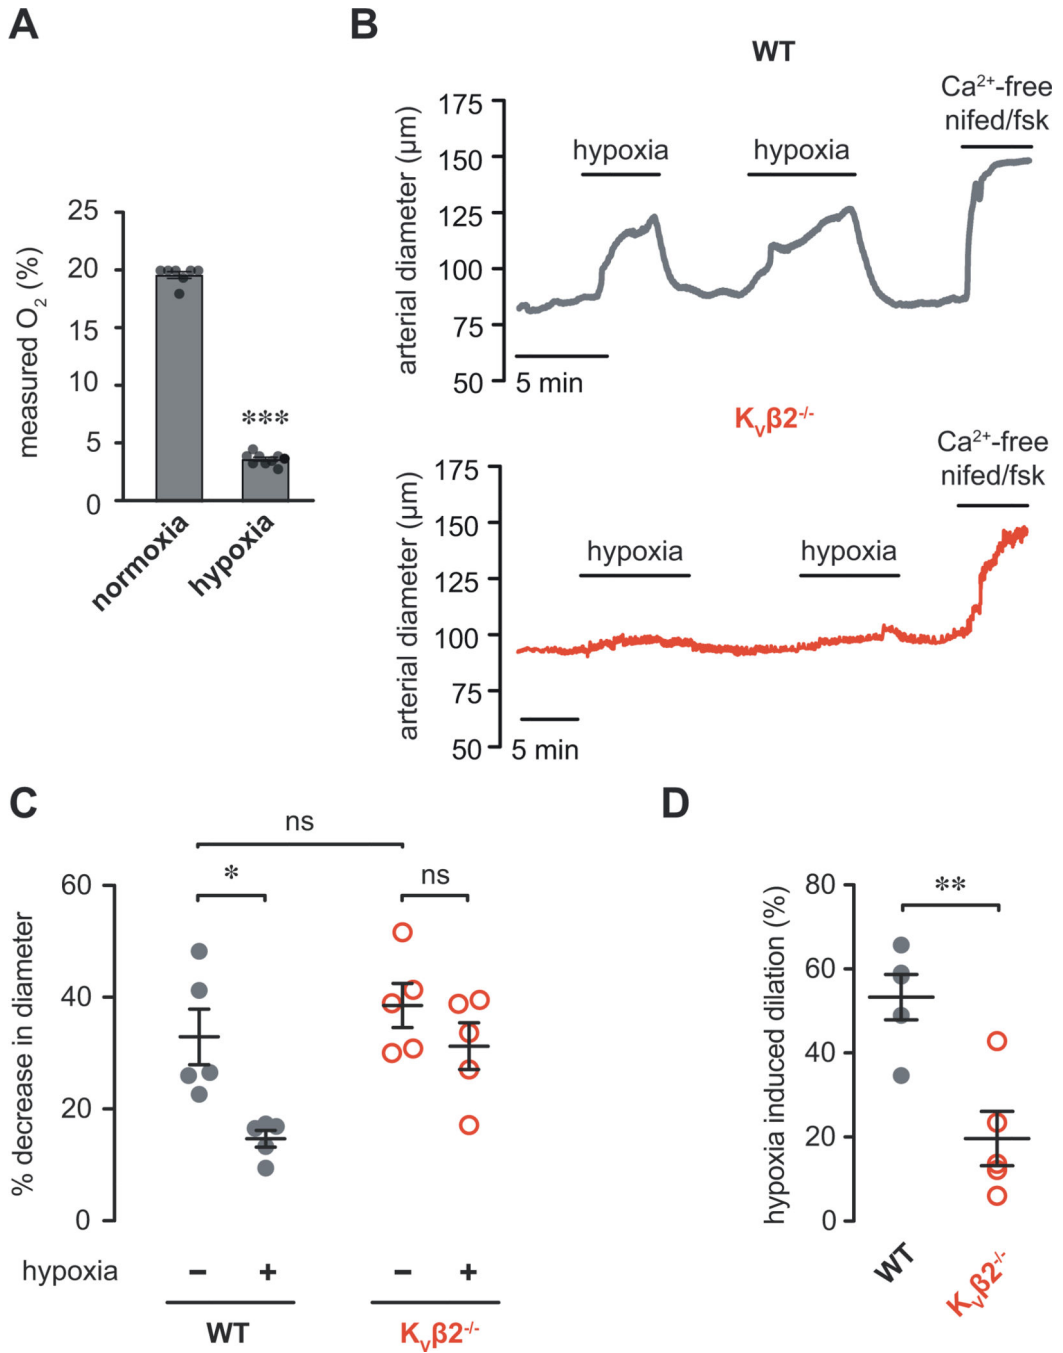 A
measured O₂ (%)
25
20
15
10
5
0
***
normoxia
hypoxia
B
WT
arterial diameter (µm)
175
150
125
100
75
50
hypoxia
hypoxia
Ca²⁺-free
nifed/fsk
5 min
Kᵥβ2⁻/⁻
arterial diameter (µm)
175
150
125
100
75
50
hypoxia
hypoxia
Ca²⁺-free
nifed/fsk
5 min
C
% decrease in diameter
60
40
20
0
ns
*
ns
hypoxia − + − +
WT
Kᵥβ2⁻/⁻
D
hypoxia induced dilation (%)
80
60
40
20
0
**
WT
Kᵥβ2⁻/⁻